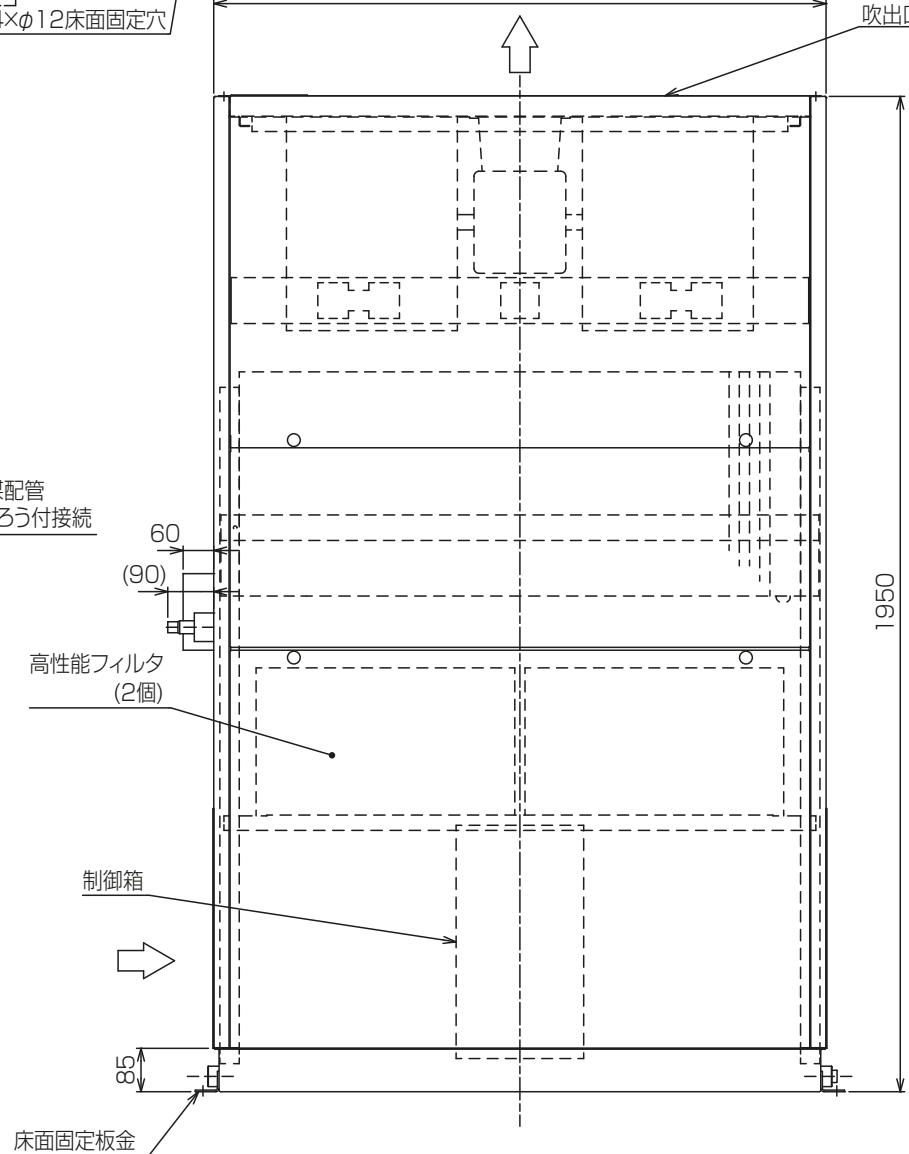 4×φ12床面固定穴
吹出口
媒配管
ろう付接続
60
(90)
1950
高性能フィルタ
(2個)
制御箱
85
床面固定板金